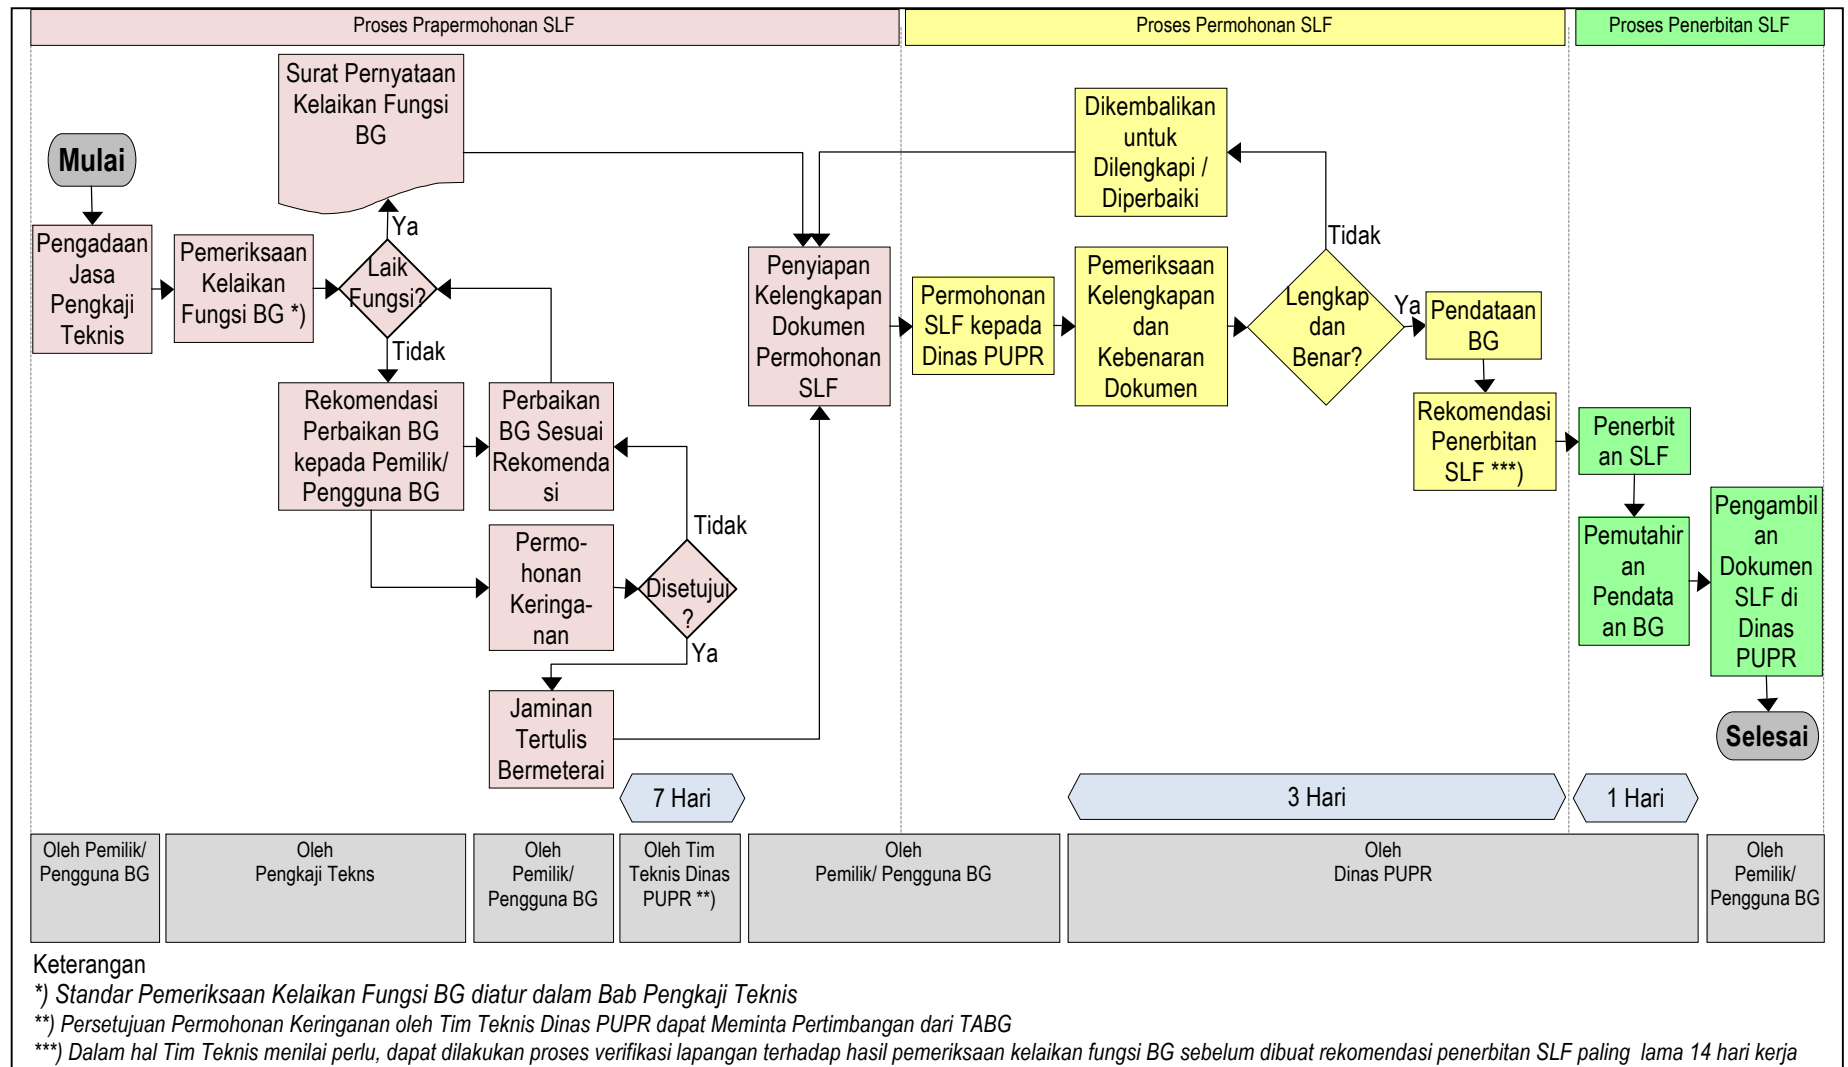 Proses Prapermohonan SLF
Proses Permohonan SLF
Proses Penerbitan SLF
Mulai
Pengadaan
Jasa
Pengkaji
Teknis
Pemeriksaan
Kelaikan
Fungsi BG *)
Surat Pernyataan
Kelaikan Fungsi
BG
Ya
Laik
Fungsi?
Tidak
Rekomendasi
Perbaikan BG
kepada Pemilik/
Pengguna BG
Perbaikan
BG Sesuai
Rekomenda
si
Tidak
Permo-
honan
Keringa-
nan
Disetujui
?
Ya
Jaminan
Tertulis
Bermeterai
Penyiapan
Kelengkapan
Dokumen
Permohonan
SLF
Permohonan
SLF kepada
Dinas PUPR
Dikembalikan
untuk
Dilengkapi /
Diperbaiki
Pemeriksaan
Kelengkapan
dan
Kebenaran
Dokumen
Tidak
Lengkap
dan
Benar?
Ya
Pendataan
BG
Rekomendasi
Penerbitan
SLF ***)
Penerbit
an SLF
Pemutahir
an
Pendata
an BG
Pengambil
an
Dokumen
SLF di
Dinas
PUPR
Selesai
7 Hari
3 Hari
1 Hari
Oleh Pemilik/
Pengguna BG
Oleh
Pengkaji Tekns
Oleh
Pemilik/
Pengguna BG
Oleh Tim
Teknis Dinas
PUPR **)
Oleh
Pemilik/ Pengguna BG
Oleh
Dinas PUPR
Oleh
Pemilik/
Pengguna BG
Keterangan
*) Standar Pemeriksaan Kelaikan Fungsi BG diatur dalam Bab Pengkaji Teknis
**) Persetujuan Permohonan Keringanan oleh Tim Teknis Dinas PUPR dapat Meminta Pertimbangan dari TABG
***) Dalam hal Tim Teknis menilai perlu, dapat dilakukan proses verifikasi lapangan terhadap hasil pemeriksaan kelaikan fungsi BG sebelum dibuat rekomendasi penerbitan SLF paling lama 14 hari kerja